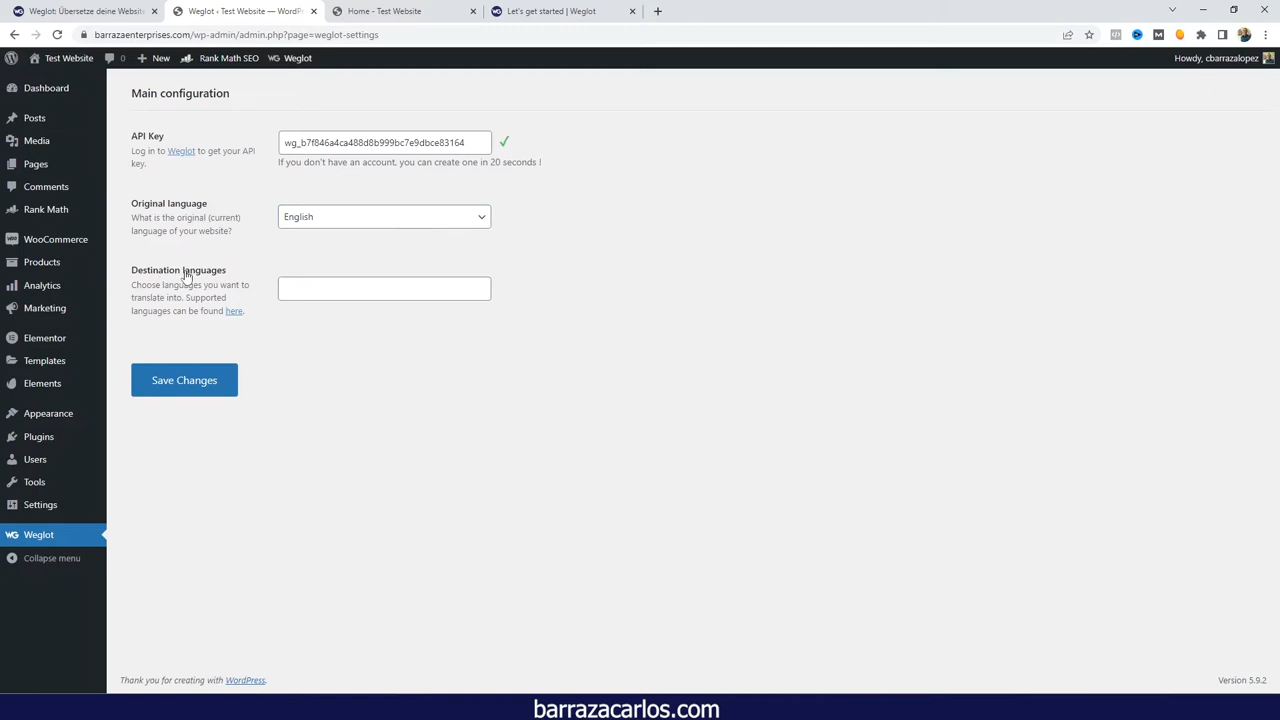 Weglot: Übersetze deine Website
Weglot ‹ Test Website — WordPr
Home - Test Website
Let's get started | Weglot
barrazaenterprises.com/wp-admin/admin.php?page=weglot-settings
Test Website
0
New
Rank Math SEO
WG Weglot
Howdy, cbarrazalopez
Dashboard
Posts
Media
Pages
Comments
Rank Math
WooCommerce
Products
Analytics
Marketing
Elementor
Templates
Elements
Appearance
Plugins
Users
Tools
Settings
WG Weglot
Collapse menu
Main configuration
API Key
Log in to Weglot to get your API
key.
wg_b7f846a4ca488d8b999bc7e9dbce83164
If you don't have an account, you can create one in 20 seconds !
Original language
What is the original (current)
language of your website?
English
Destination languages
Choose languages you want to
translate into. Supported
languages can be found here.
Save Changes
Thank you for creating with WordPress.
Version 5.9.2
barrazacarlos.com